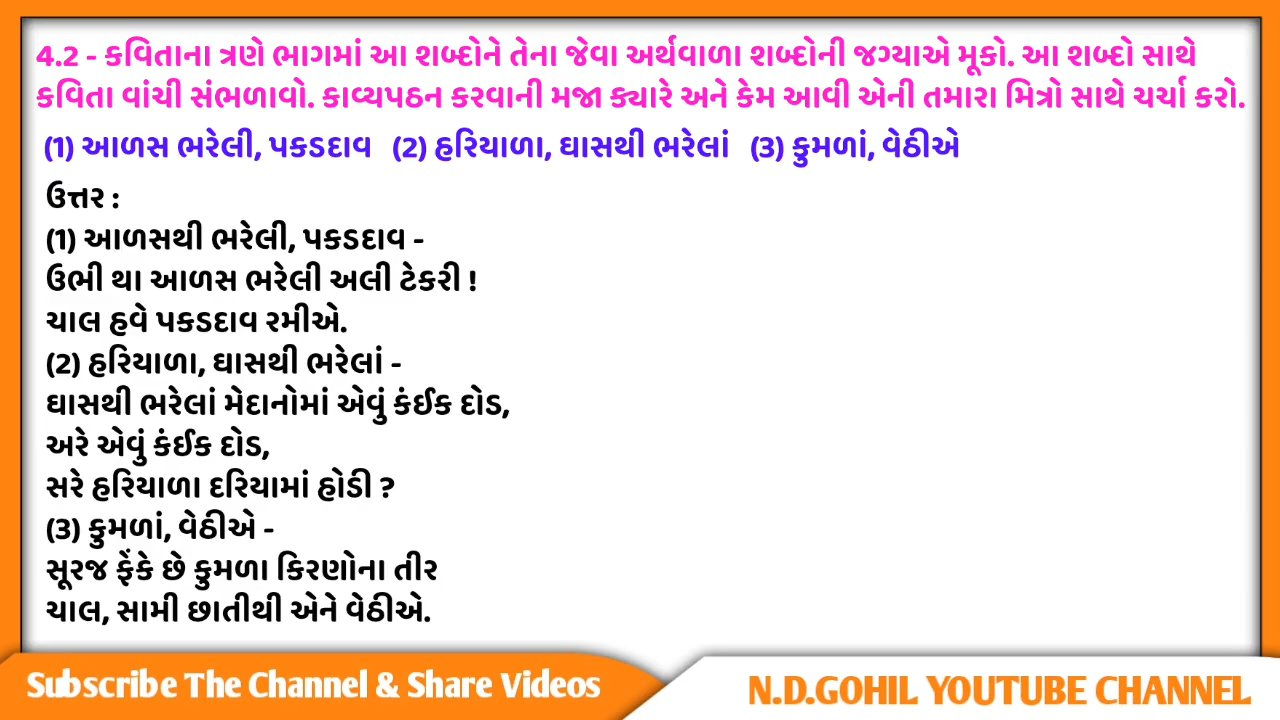 4.2 - કવિતાના ત્રણે ભાગમાં આ શબ્દોને તેના જેવા અર્થવાળા શબ્દોની જગ્યાએ મૂકો. આ શબ્દો સાથે
કવિતા વાંચી સંભળાવો. કાવ્યપઠન કરવાની મજા ક્યારે અને કેમ આવી એની તમારા મિત્રો સાથે ચર્ચા કરો.
(1) આળસ ભરેલી, પકડદાવ (2) હરિયાળા, ઘાસથી ભરેલાં (3) કુમળાં, વેઠીએ
ઉત્તર :
(1) આળસથી ભરેલી, પકડદાવ -
ઉભી થા આળસ ભરેલી અલી ટેકરી !
ચાલ હવે પકડદાવ રમીએ.
(2) હરિયાળા, ઘાસથી ભરેલાં -
ઘાસથી ભરેલાં મેદાનોમાં એવું કંઈક દોડ,
અરે એવું કંઈક દોડ,
સરે હરિયાળા દરિયામાં હોડી ?
(3) કુમળાં, વેઠીએ -
સૂરજ ફેંકે છે કુમળા કિરણોના તીર
ચાલ, સામી છાતીથી એને વેઠીએ.
Subscribe The Channel & Share Videos
N.D.GOHIL YOUTUBE CHANNEL